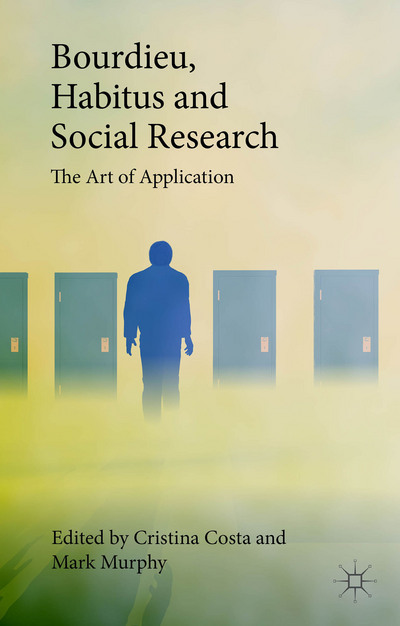 Bourdieu,
Habitus and
Social Research
The Art of Application
Edited by Cristina Costa and
Mark Murphy